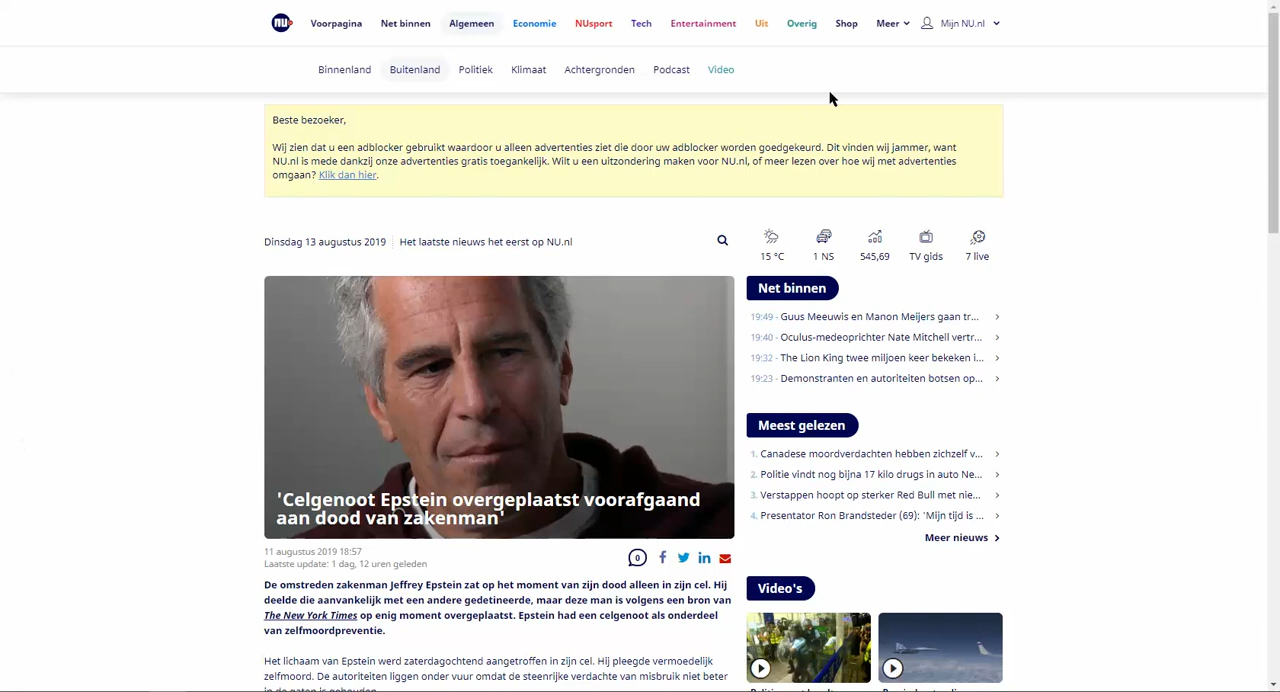 NU
Voorpagina Net binnen Algemeen Economie NUsport Tech Entertainment Uit Overig Shop Meer Mijn NU.nl
Binnenland Buitenland Politiek Klimaat Achtergronden Podcast Video
Beste bezoeker,
Wij zien dat u een adblocker gebruikt waardoor u alleen advertenties ziet die door uw adblocker worden goedgekeurd. Dit vinden wij jammer, want
NU.nl is mede dankzij onze advertenties gratis toegankelijk. Wilt u een uitzondering maken voor NU.nl, of meer lezen over hoe wij met advertenties
omgaan? Klik dan hier.
Dinsdag 13 augustus 2019 Het laatste nieuws het eerst op NU.nl
15 °C 1 NS 545,69 TV gids 7 live
'Celgenoot Epstein overgeplaatst voorafgaand
aan dood van zakenman'
11 augustus 2019 18:57
Laatste update: 1 dag, 12 uren geleden
0
De omstreden zakenman Jeffrey Epstein zat op het moment van zijn dood alleen in zijn cel. Hij
deelde die aanvankelijk met een andere gedetineerde, maar deze man is volgens een bron van
The New York Times op enig moment overgeplaatst. Epstein had een celgenoot als onderdeel
van zelfmoordpreventie.
Het lichaam van Epstein werd zaterdagochtend aangetroffen in zijn cel. Hij pleegde vermoedelijk
zelfmoord. De autoriteiten liggen onder vuur omdat de steenrijke verdachte van misbruik niet beter
in de gaten is gehouden.
Net binnen
19:49 - Guus Meeuwis en Manon Meijers gaan tr...
19:40 - Oculus-medeoprichter Nate Mitchell vertr...
19:32 - The Lion King twee miljoen keer bekeken i...
19:23 - Demonstranten en autoriteiten botsen op...
Meest gelezen
1. Canadese moordverdachten hebben zichzelf v...
2. Politie vindt nog bijna 17 kilo drugs in auto Ne...
3. Verstappen hoopt op sterker Red Bull met nie...
4. Presentator Ron Brandsteder (69): 'Mijn tijd is ...
Meer nieuws
Video's